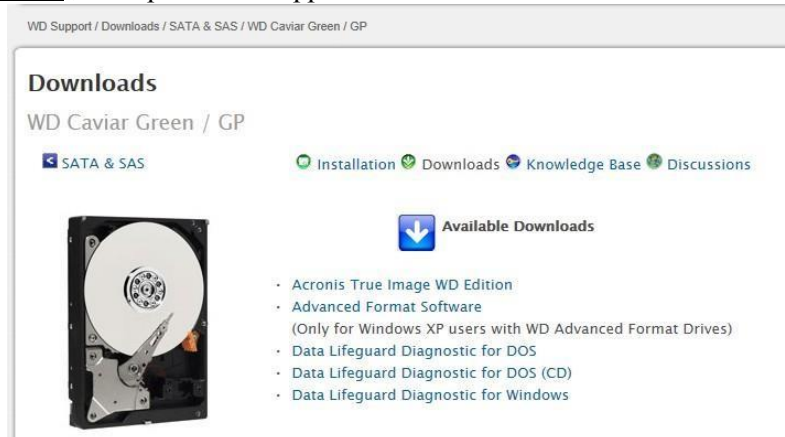 WD Support / Downloads / SATA & SAS / WD Caviar Green / GP
Downloads
WD Caviar Green / GP
SATA & SAS
Installation Downloads Knowledge Base Discussions
Available Downloads
· Acronis True Image WD Edition
· Advanced Format Software
(Only for Windows XP users with WD Advanced Format Drives)
· Data Lifeguard Diagnostic for DOS
· Data Lifeguard Diagnostic for DOS (CD)
· Data Lifeguard Diagnostic for Windows